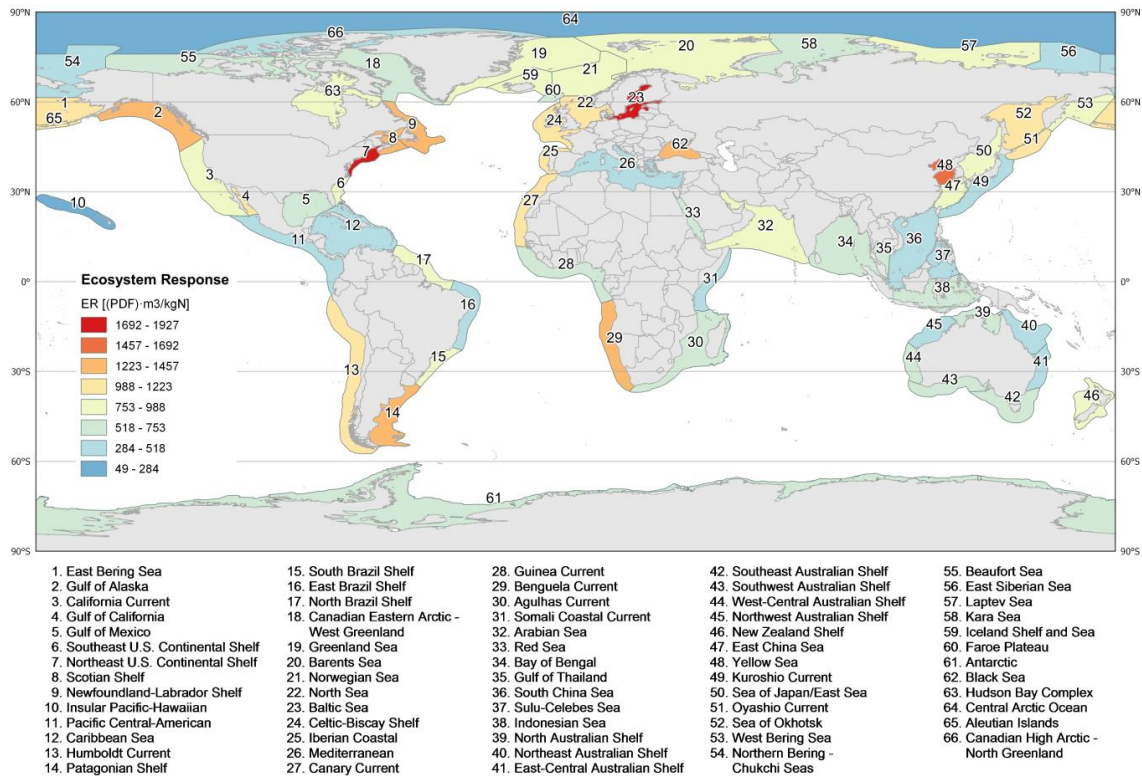 90°N
64
90°N
66
54
55
18
19
20
58
57
56
59
21
60°N
1
65
2
63
9
8
7
60
22
24
23
52
51
53
60°N
25
62
26
48
47
50
49
30°N
3
4
5
6
27
33
32
30°N
10
11
12
17
28
34
35
36
37
0°
31
38
0°
16
29
30
45
39
40
44
41
30°S
15
13
14
43
42
46
30°S
60°S
61
60°S
90°S
90°S
Ecosystem Response
ER [(PDF)·m3/kgN]
1692 - 1927
1457 - 1692
1223 - 1457
988 - 1223
753 - 988
518 - 753
284 - 518
49 - 284
1. East Bering Sea
2. Gulf of Alaska
3. California Current
4. Gulf of California
5. Gulf of Mexico
6. Southeast U.S. Continental Shelf
7. Northeast U.S. Continental Shelf
8. Scotian Shelf
9. Newfoundland-Labrador Shelf
10. Insular Pacific-Hawaiian
11. Pacific Central-American
12. Caribbean Sea
13. Humboldt Current
14. Patagonian Shelf
15. South Brazil Shelf
16. East Brazil Shelf
17. North Brazil Shelf
18. Canadian Eastern Arctic -
West Greenland
19. Greenland Sea
20. Barents Sea
21. Norwegian Sea
22. North Sea
23. Baltic Sea
24. Celtic-Biscay Shelf
25. Iberian Coastal
26. Mediterranean
27. Canary Current
28. Guinea Current
29. Benguela Current
30. Agulhas Current
31. Somali Coastal Current
32. Arabian Sea
33. Red Sea
34. Bay of Bengal
35. Gulf of Thailand
36. South China Sea
37. Sulu-Celebes Sea
38. Indonesian Sea
39. North Australian Shelf
40. Northeast Australian Shelf
41. East-Central Australian Shelf
42. Southeast Australian Shelf
43. Southwest Australian Shelf
44. West-Central Australian Shelf
45. Northwest Australian Shelf
46. New Zealand Shelf
47. East China Sea
48. Yellow Sea
49. Kuroshio Current
50. Sea of Japan/East Sea
51. Oyashio Current
52. Sea of Okhotsk
53. West Bering Sea
54. Northern Bering -
Chukchi Seas
55. Beaufort Sea
56. East Siberian Sea
57. Laptev Sea
58. Kara Sea
59. Iceland Shelf and Sea
60. Faroe Plateau
61. Antarctic
62. Black Sea
63. Hudson Bay Complex
64. Central Arctic Ocean
65. Aleutian Islands
66. Canadian High Arctic -
North Greenland